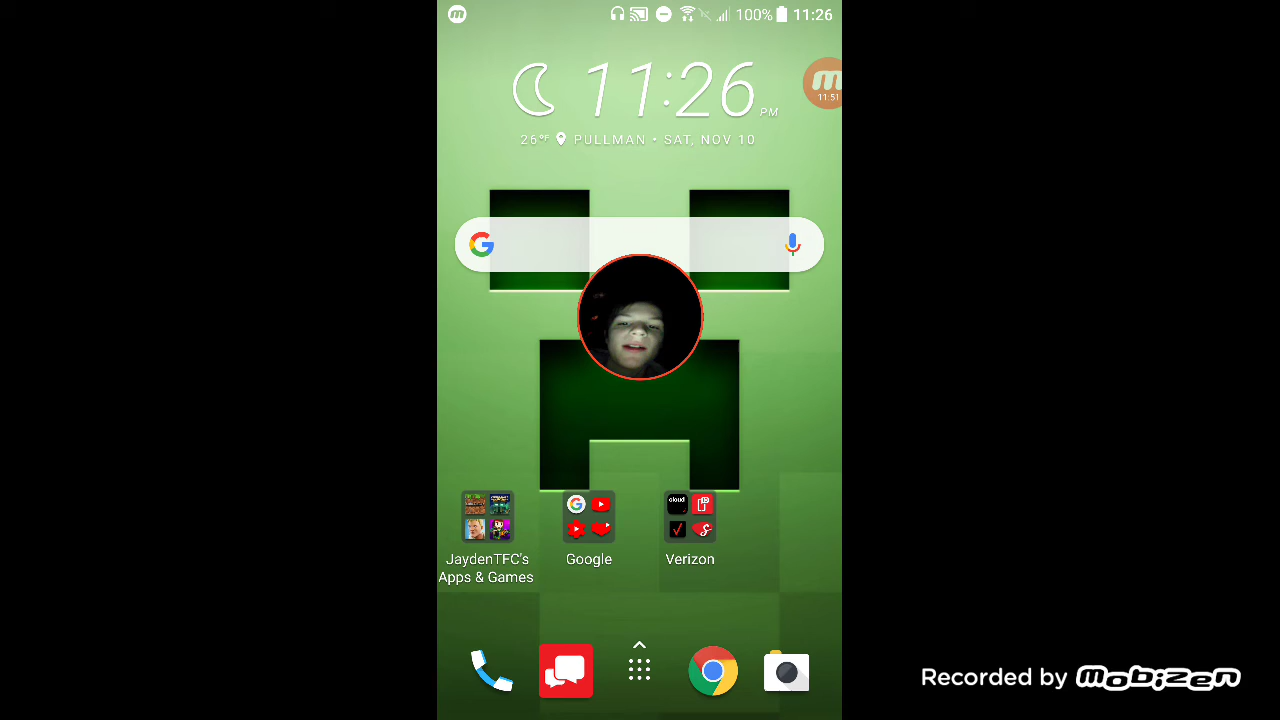 100% 11:26
11:26 PM
11:51
26°F PULLMAN • SAT, NOV 10
JaydenTFC's
Apps & Games
Google
Verizon
cloud
Recorded by mobizen